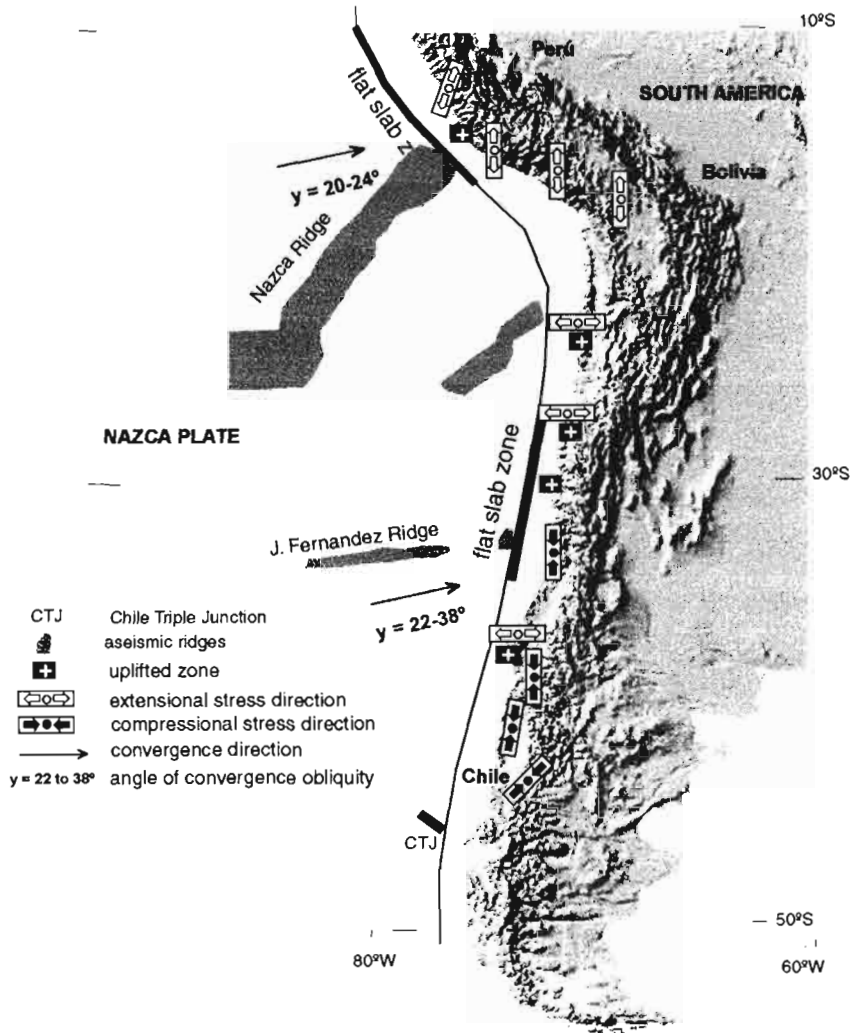 10ºS
Perú
SOUTH AMERICA
flat slab z
Bolivia
y = 20-24º
Nazca Ridge
NAZCA PLATE
30ºS
flat slab zone
J. Fernandez Ridge
y = 22-38º
CTJ Chile Triple Junction
aseismic ridges
uplifted zone
extensional stress direction
compressional stress direction
convergence direction
y = 22 to 38º angle of convergence obliquity
Chile
CTJ
50ºS
80ºW
60ºW